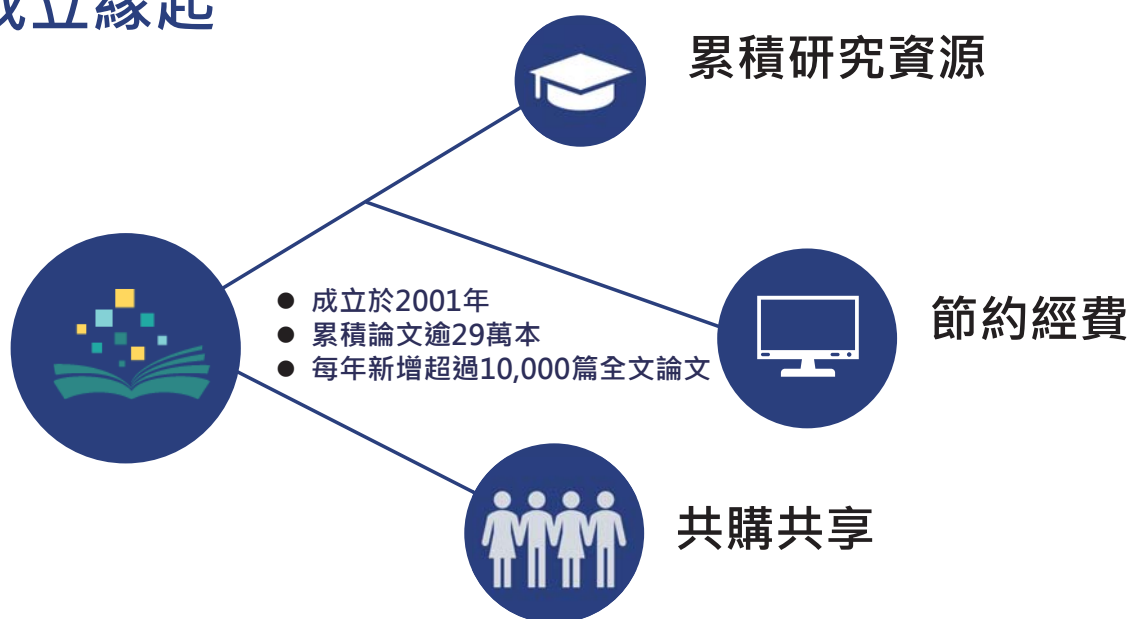 成立緣起
累積研究資源
● 成立於2001年
● 累積論文逾29萬本
● 每年新增超過10,000篇全文論文
節約經費
共購共享